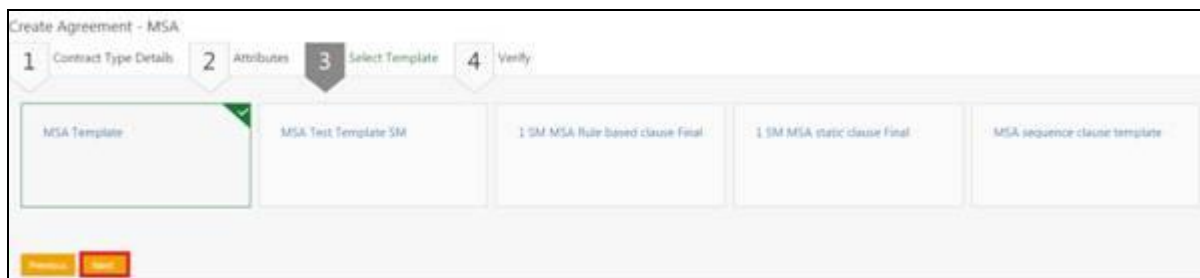 Create Agreement - MSA
1 Contract Type Details 2 Attributes 3 Select Template 4 Verify
MSA Template MSA Test Template SM 1 SM MSA Rule based clause Final 1 SM MSA static clause Final MSA sequence clause template
Previous Next